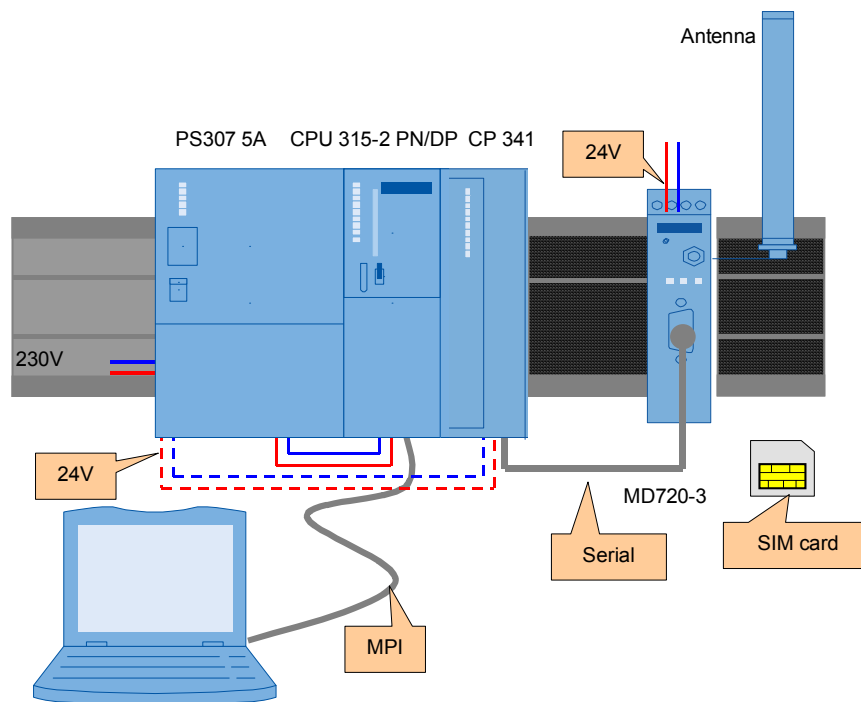 Antenna
PS307 5A CPU 315-2 PN/DP CP 341
24V
230V
24V
MD720-3
Serial
SIM card
MPI